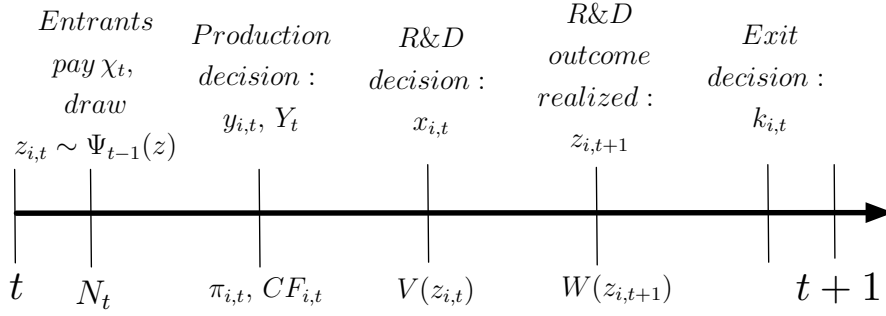 Entrants
pay χ_t,
draw
z_{i,t} ∼ Ψ_{t−1}(z)
Production
decision :
y_{i,t}, Y_t
R&D
decision :
x_{i,t}
R&D
outcome
realized :
z_{i,t+1}
Exit
decision :
k_{i,t}
t
N_t
π_{i,t}, CF_{i,t}
V(z_{i,t})
W(z_{i,t+1})
t + 1